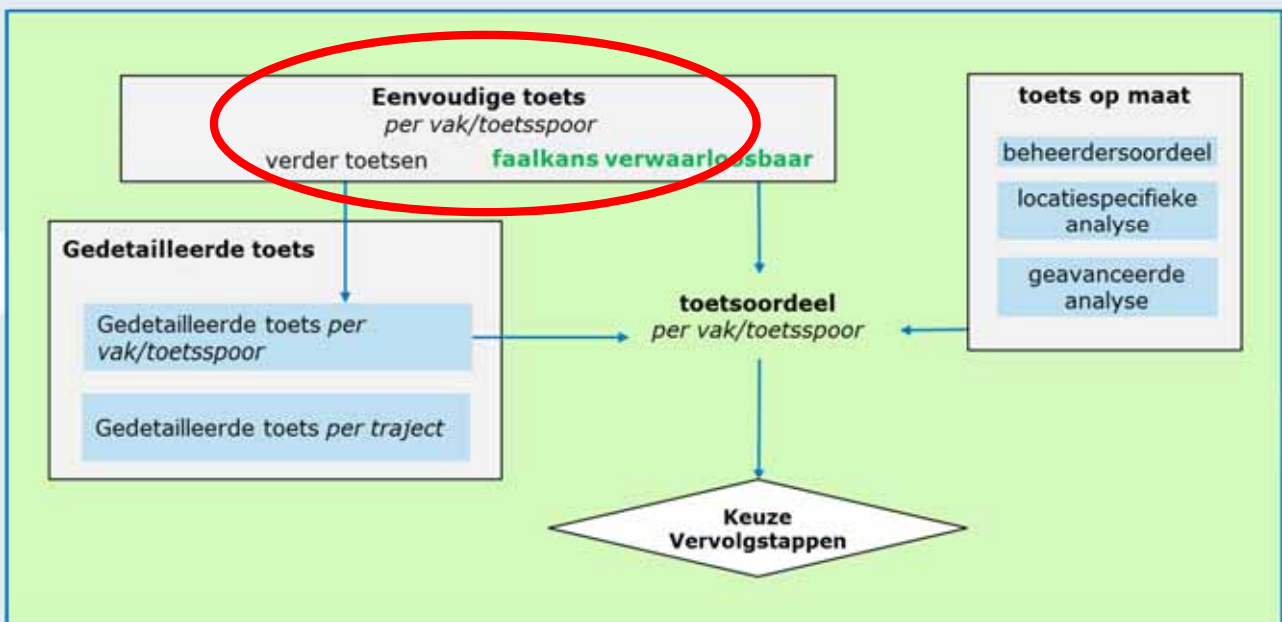 Eenvoudige toets
per vak/toetsspoor
verder toetsen
faalkans verwaarloosbaar
toets op maat
beheerdersoordeel
locatiespecifieke
analyse
geavanceerde
analyse
Gedetailleerde toets
Gedetailleerde toets per
vak/toetsspoor
Gedetailleerde toets per traject
toetsoordeel
per vak/toetsspoor
Keuze
Vervolgstappen